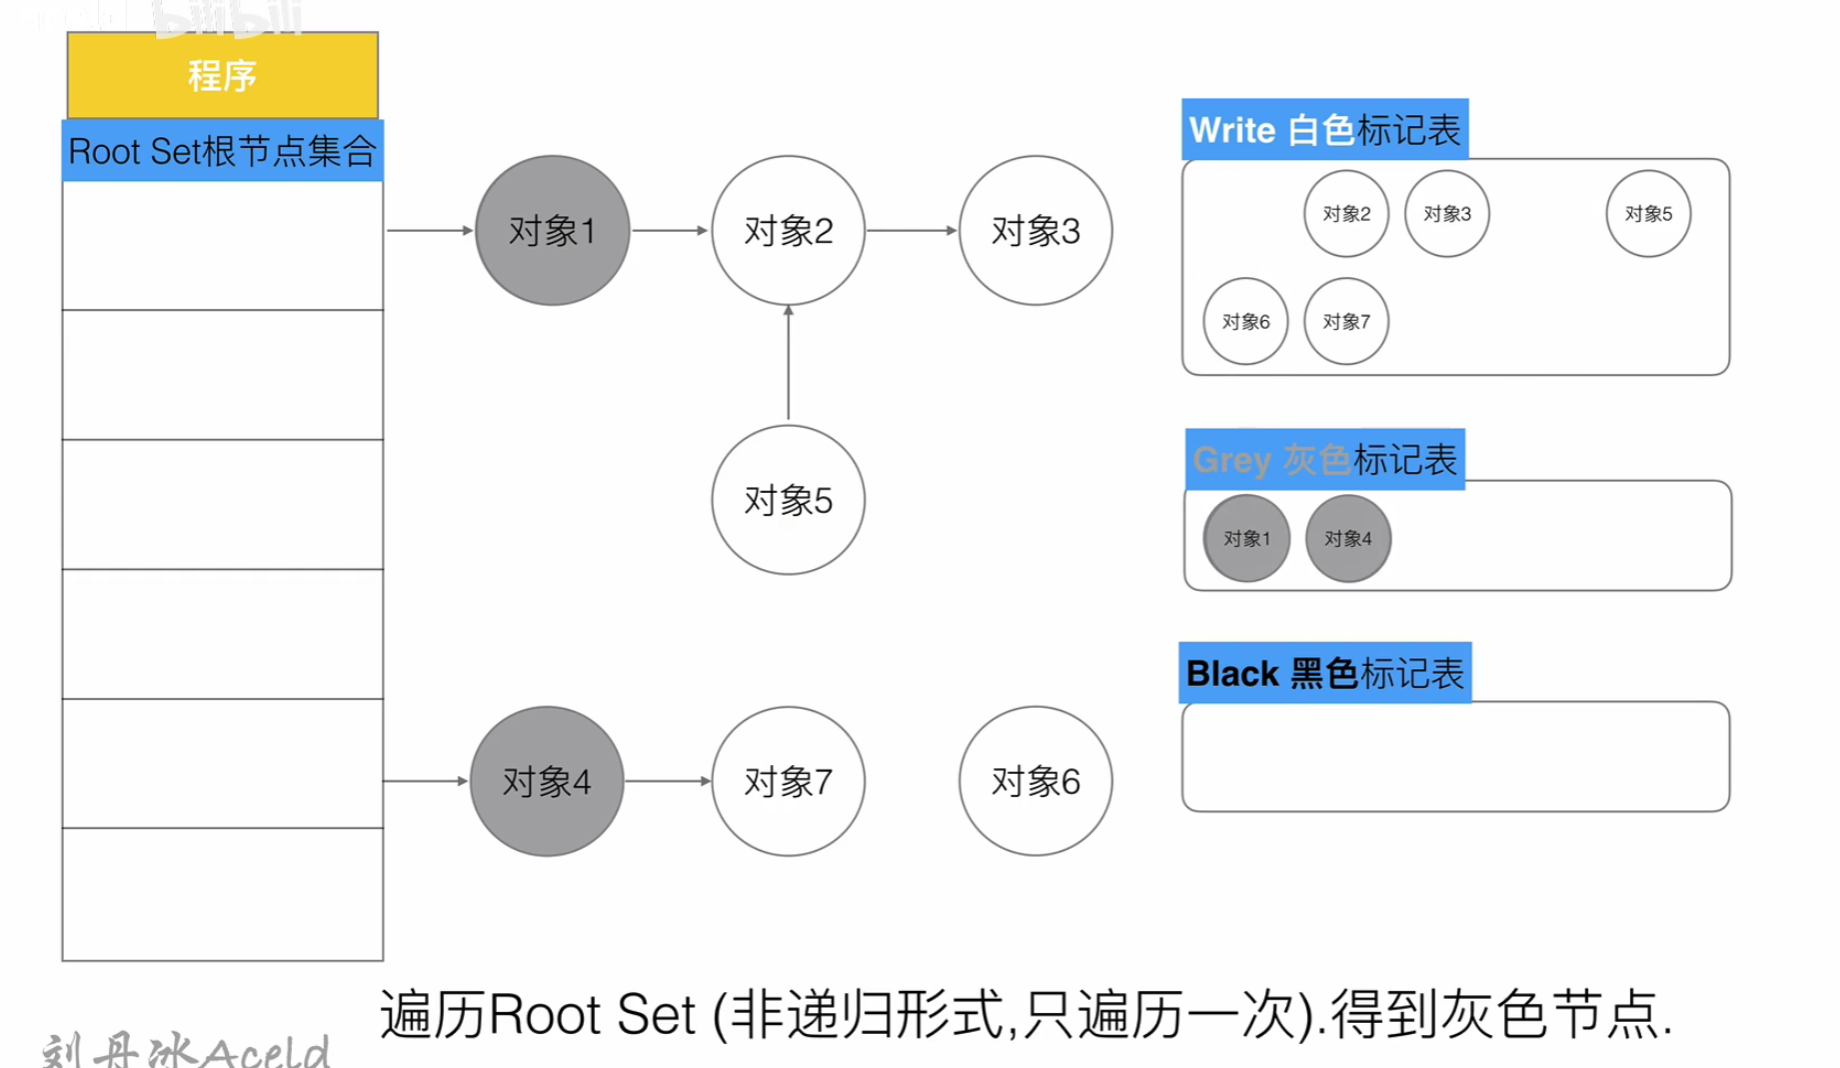 bilibili
程序
Root Set根节点集合
对象1
对象2
对象3
对象5
对象4
对象7
对象6
Write 白色标记表
对象2
对象3
对象5
对象6
对象7
Grey 灰色标记表
对象1
对象4
Black 黑色标记表
遍历Root Set (非递归形式,只遍历一次).得到灰色节点.
刘丹冰Aceld